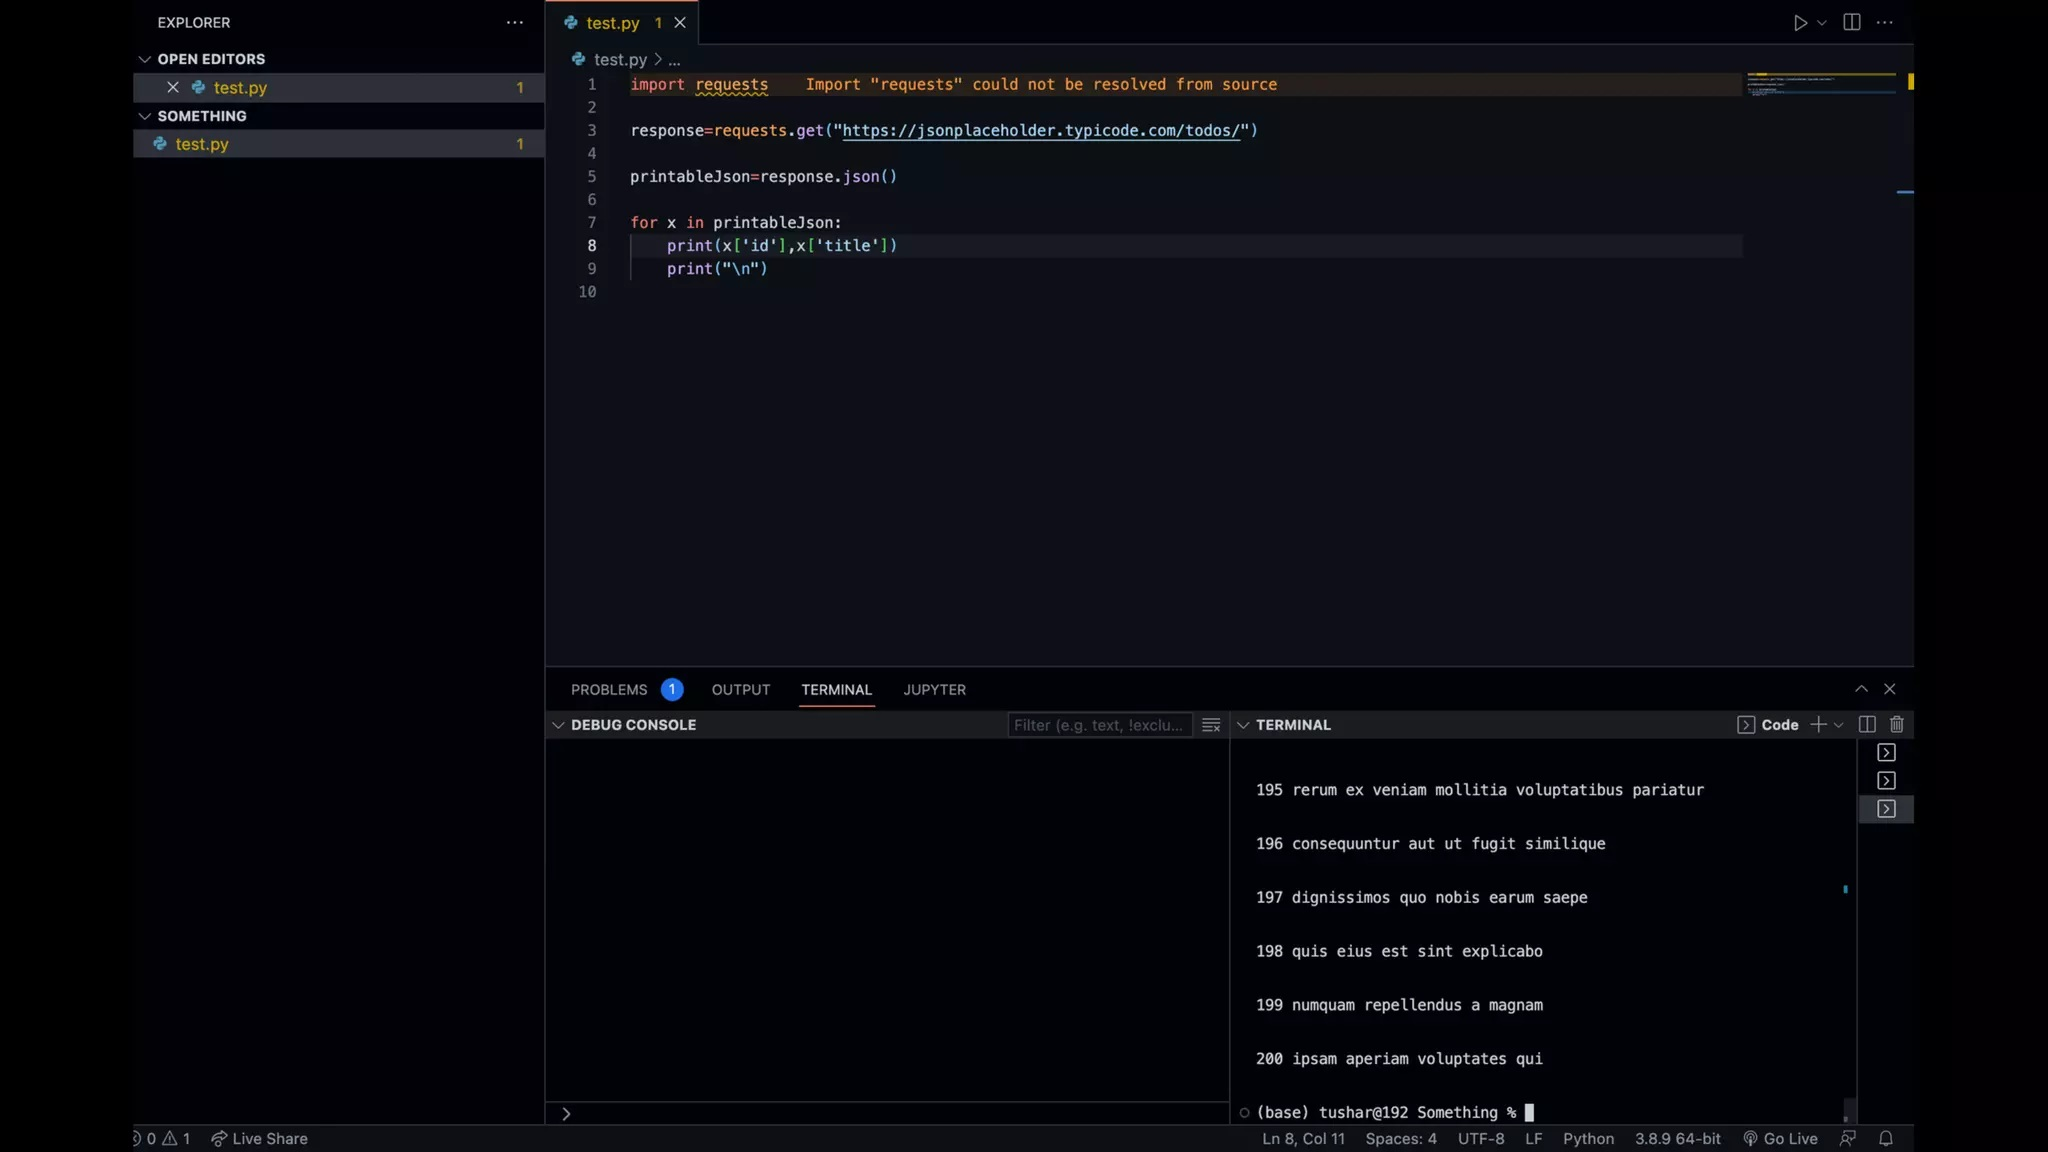 EXPLORER
OPEN EDITORS
test.py 1
SOMETHING
test.py 1
test.py 1
test.py > ...
1 import requests Import "requests" could not be resolved from source
2
3 response=requests.get("https://jsonplaceholder.typicode.com/todos/")
4
5 printableJson=response.json()
6
7 for x in printableJson:
8 print(x['id'],x['title'])
9 print("\n")
10
PROBLEMS 1 OUTPUT TERMINAL JUPYTER
DEBUG CONSOLE
Filter (e.g. text, !exclu...
TERMINAL
Code
195 rerum ex veniam mollitia voluptatibus pariatur
196 consequuntur aut ut fugit similique
197 dignissimos quo nobis earum saepe
198 quis eius est sint explicabo
199 numquam repellendus a magnam
200 ipsam aperiam voluptates qui
(base) tushar@192 Something %
0 1 Live Share
Ln 8, Col 11 Spaces: 4 UTF-8 LF Python 3.8.9 64-bit Go Live